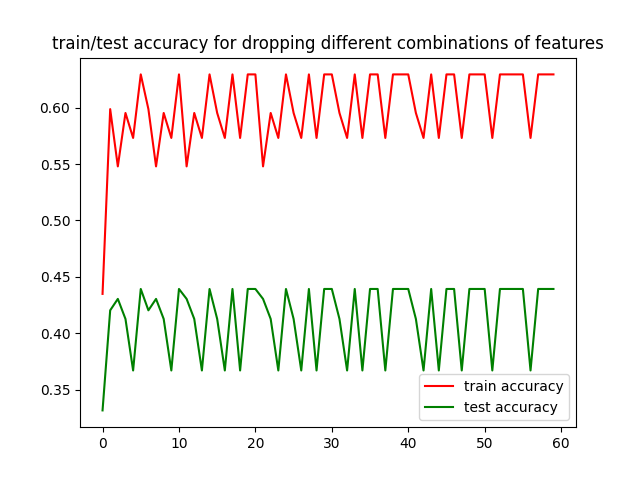 train/test accuracy for dropping different combinations of features
0.60
0.55
0.50
0.45
0.40
0.35
0 10 20 30 40 50 60
train accuracy
test accuracy